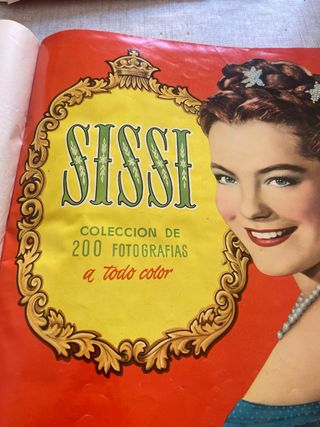 SISSI
COLECCION DE
200 FOTOGRAFIAS
a todo color